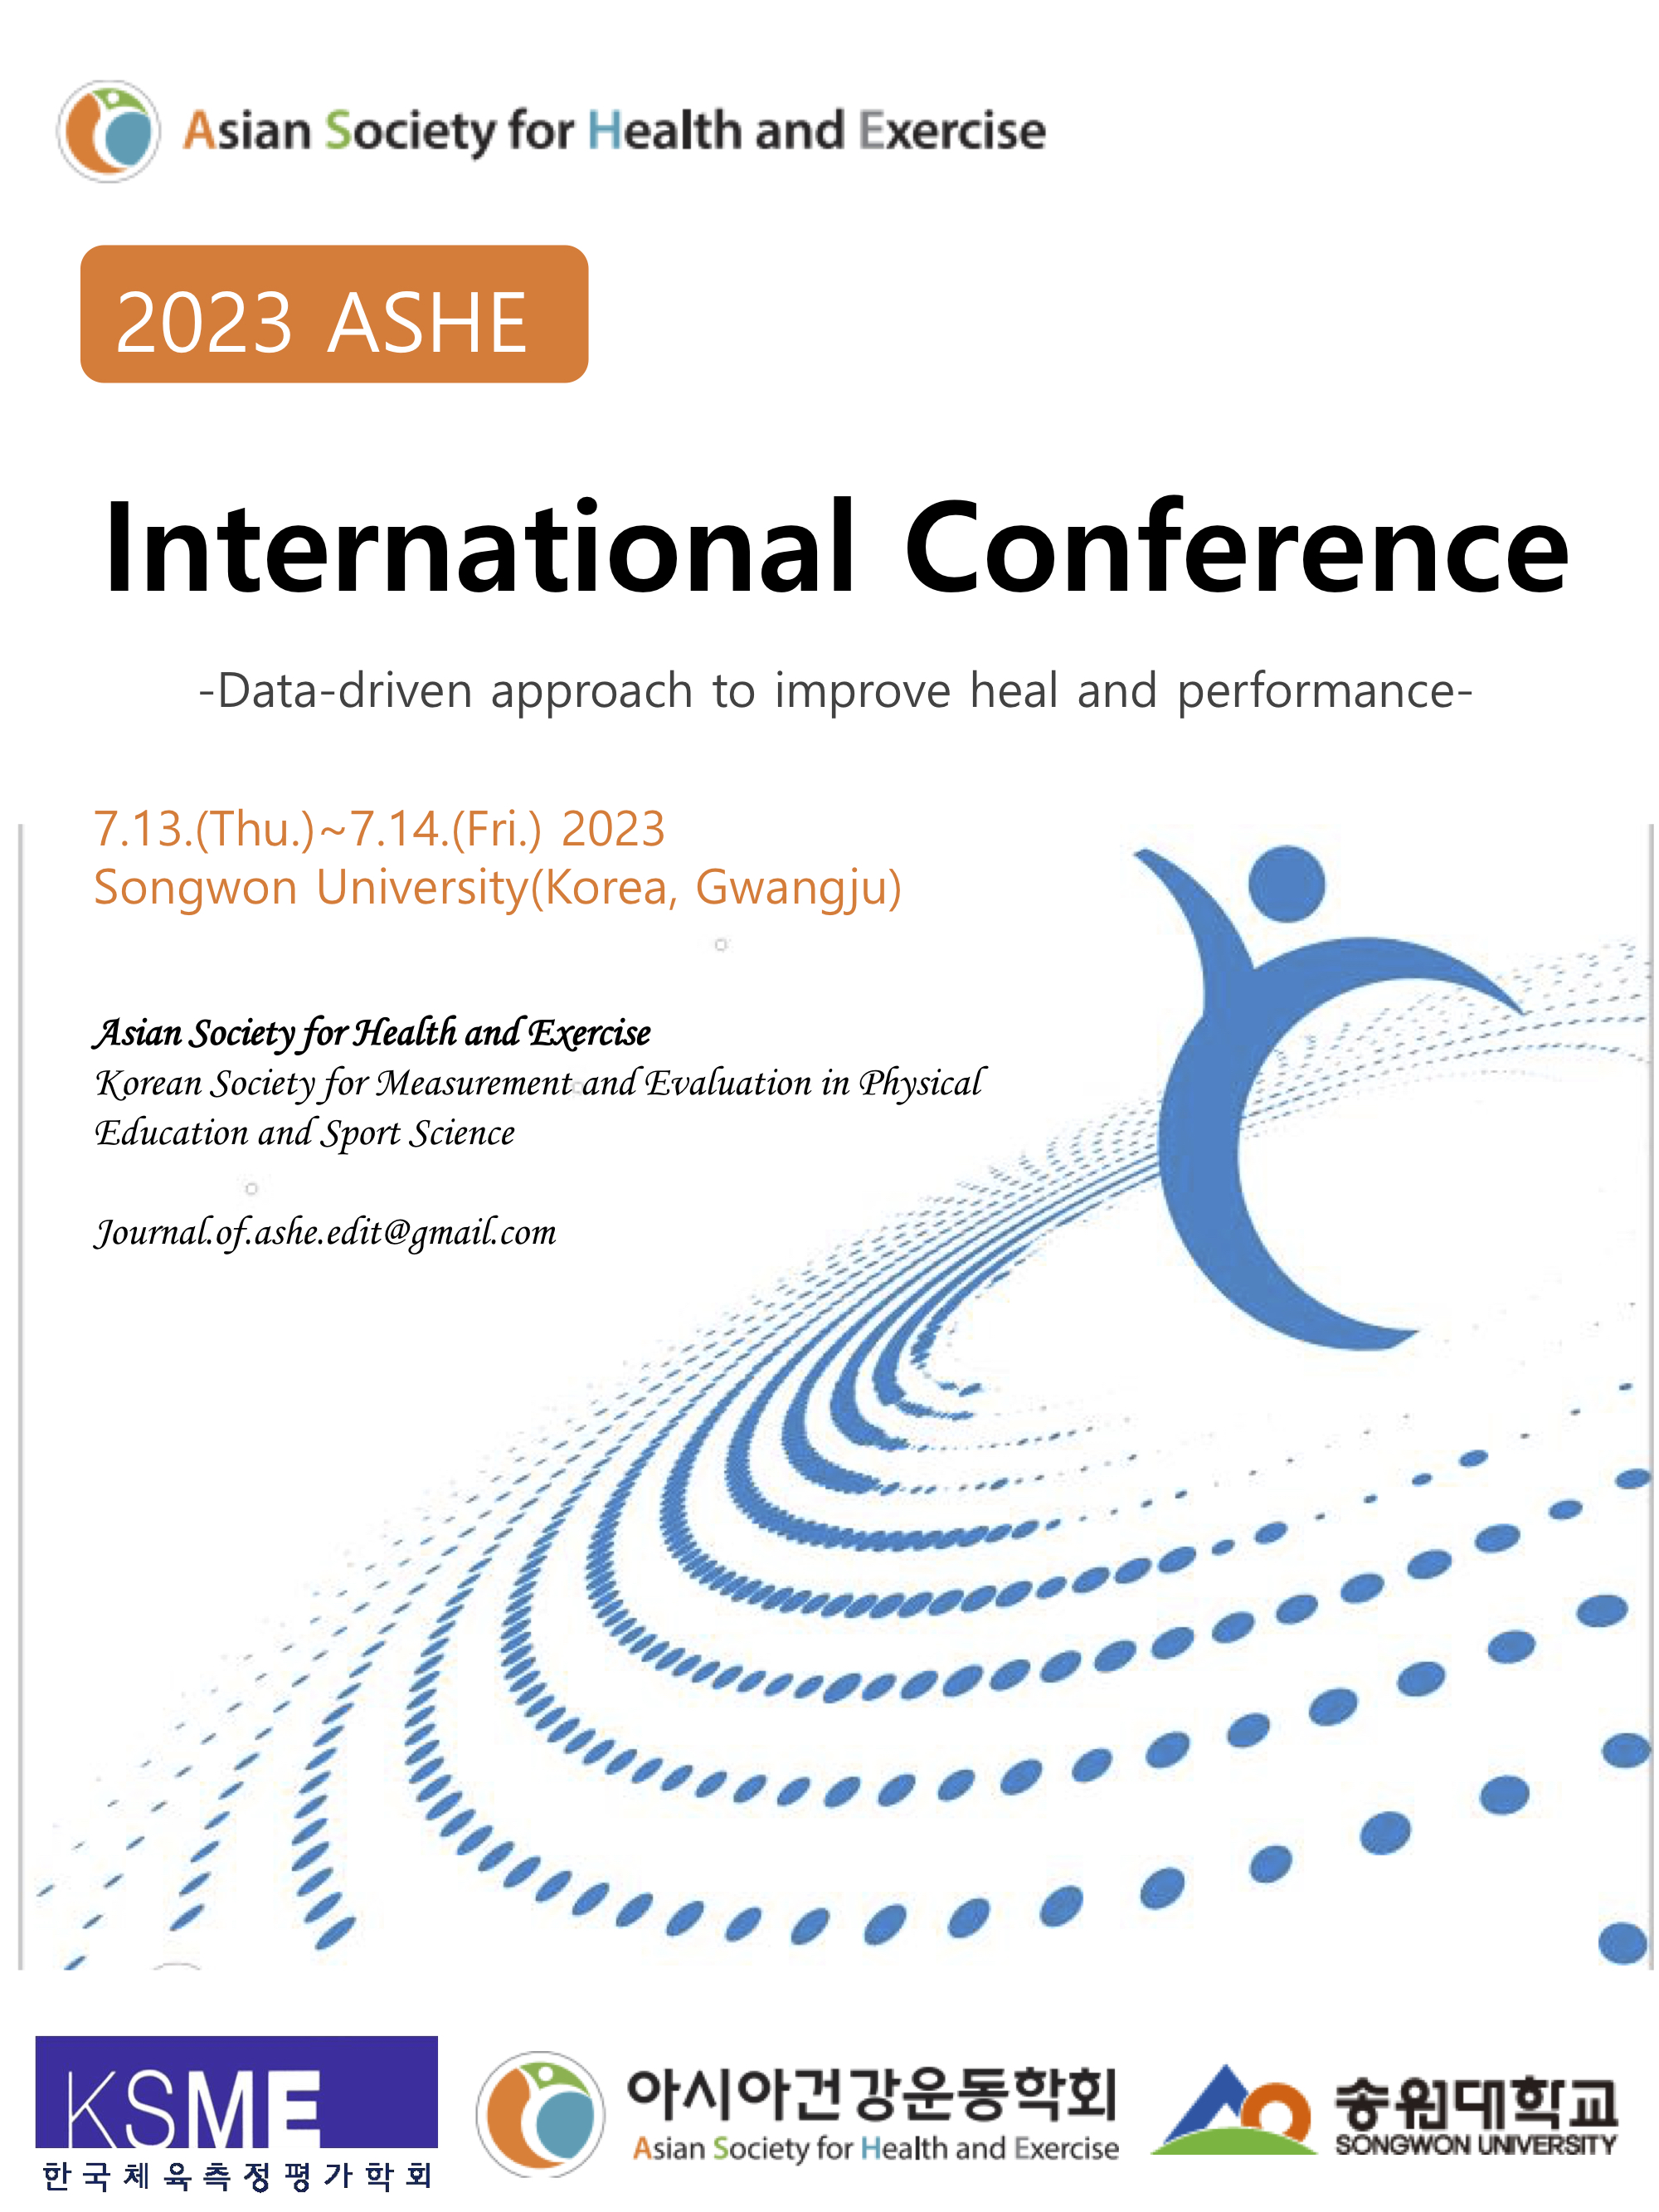 Asian Society for Health and Exercise
2023 ASHE
International Conference
-Data-driven approach to improve heal and performance-
7.13.(Thu.)~7.14.(Fri.) 2023
Songwon University(Korea, Gwangju)
Asian Society for Health and Exercise
Korean Society for Measurement and Evaluation in Physical
Education and Sport Science
Journal.of.ashe.edit@gmail.com
KSME
한국체육측정평가학회
아시아건강운동학회
Asian Society for Health and Exercise
송원대학교
SONGWON UNIVERSITY